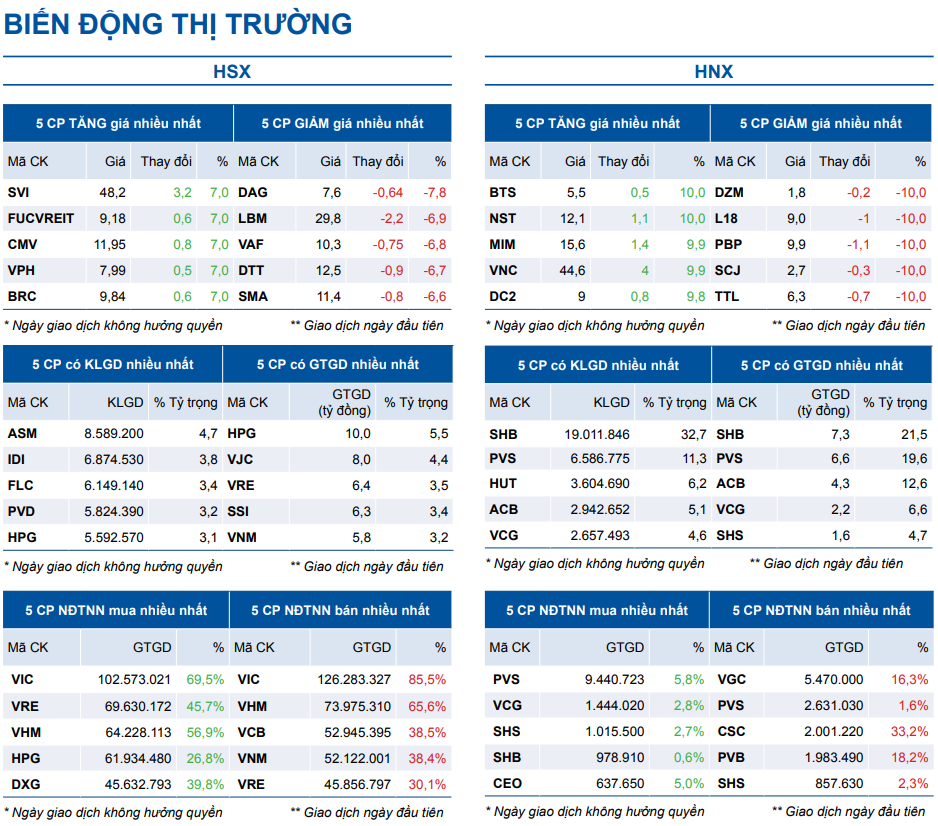 BIẾN ĐỘNG THỊ TRƯỜNG
HSX
5 CP TĂNG giá nhiều nhất 5 CP GIẢM giá nhiều nhất
Mã CK Giá Thay đổi % Mã CK Giá Thay đổi %
SVI 48,2 3,2 7,0 DAG 7,6 -0,64 -7,8
FUCVREIT 9,18 0,6 7,0 LBM 29,8 -2,2 -6,9
CMV 11,95 0,8 7,0 VAF 10,3 -0,75 -6,8
VPH 7,99 0,5 7,0 DTT 12,5 -0,9 -6,7
BRC 9,84 0,6 7,0 SMA 11,4 -0,8 -6,6
* Ngày giao dịch không hưởng quyền ** Giao dịch ngày đầu tiên
5 CP có KLGD nhiều nhất 5 CP có GTGD nhiều nhất
Mã CK KLGD % Tỷ trọng Mã CK GTGD (tỷ đồng) % Tỷ trọng
ASM 8.589.200 4,7 HPG 10,0 5,5
IDI 6.874.530 3,8 VJC 8,0 4,4
FLC 6.149.140 3,4 VRE 6,4 3,5
PVD 5.824.390 3,2 SSI 6,3 3,4
HPG 5.592.570 3,1 VNM 5,8 3,2
* Ngày giao dịch không hưởng quyền ** Giao dịch ngày đầu tiên
5 CP NĐTNN mua nhiều nhất 5 CP NĐTNN bán nhiều nhất
Mã CK GTGD % Mã CK GTGD %
VIC 102.573.021 69,5% VIC 126.283.327 85,5%
VRE 69.630.172 45,7% VHM 73.975.310 65,6%
VHM 64.228.113 56,9% VCB 52.945.395 38,5%
HPG 61.934.480 26,8% VNM 52.122.001 38,4%
DXG 45.632.793 39,8% VRE 45.856.797 30,1%
* Ngày giao dịch không hưởng quyền ** Giao dịch ngày đầu tiên
HNX
5 CP TĂNG giá nhiều nhất 5 CP GIẢM giá nhiều nhất
Mã CK Giá Thay đổi % Mã CK Giá Thay đổi %
BTS 5,5 0,5 10,0 DZM 1,8 -0,2 -10,0
NST 12,1 1,1 10,0 L18 9,0 -1 -10,0
MIM 15,6 1,4 9,9 PBP 9,9 -1,1 -10,0
VNC 44,6 4 9,9 SCJ 2,7 -0,3 -10,0
DC2 9 0,8 9,8 TTL 6,3 -0,7 -10,0
* Ngày giao dịch không hưởng quyền ** Giao dịch ngày đầu tiên
5 CP có KLGD nhiều nhất 5 CP có GTGD nhiều nhất
Mã CK KLGD % Tỷ trọng Mã CK GTGD (tỷ đồng) % Tỷ trọng
SHB 19.011.846 32,7 SHB 7,3 21,5
PVS 6.586.775 11,3 PVS 6,6 19,6
HUT 3.604.690 6,2 ACB 4,3 12,6
ACB 2.942.652 5,1 VCG 2,2 6,6
VCG 2.657.493 4,6 SHS 1,6 4,7
* Ngày giao dịch không hưởng quyền ** Giao dịch ngày đầu tiên
5 CP NĐTNN mua nhiều nhất 5 CP NĐTNN bán nhiều nhất
Mã CK GTGD % Mã CK GTGD %
PVS 9.440.723 5,8% VGC 5.470.000 16,3%
VCG 1.444.020 2,8% PVS 2.631.030 1,6%
SHS 1.015.500 2,7% CSC 2.001.220 33,2%
SHB 978.910 0,6% PVB 1.983.490 18,2%
CEO 637.650 5,0% SHS 857.630 2,3%
* Ngày giao dịch không hưởng quyền ** Giao dịch ngày đầu tiên